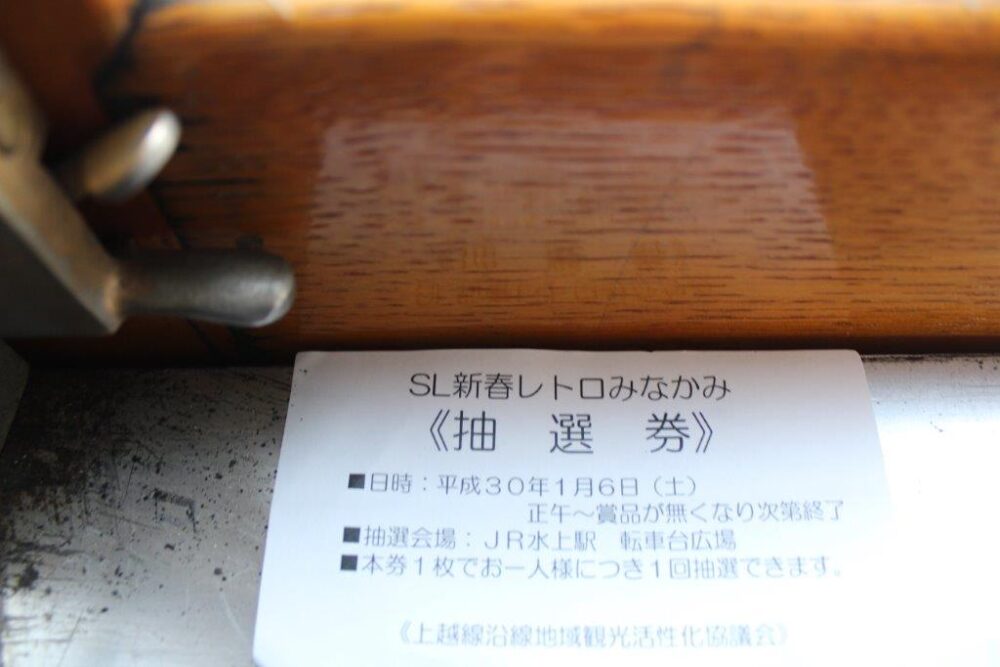 SL新春レトロみなかみ
《抽 選 券》
■日時：平成３０年１月６日（土）
正午～賞品が無くなり次第終了
■抽選会場：ＪＲ水上駅 転車台広場
■本券１枚でお一人様につき１回抽選できます。
《上越線沿線地域観光活性化協議会》